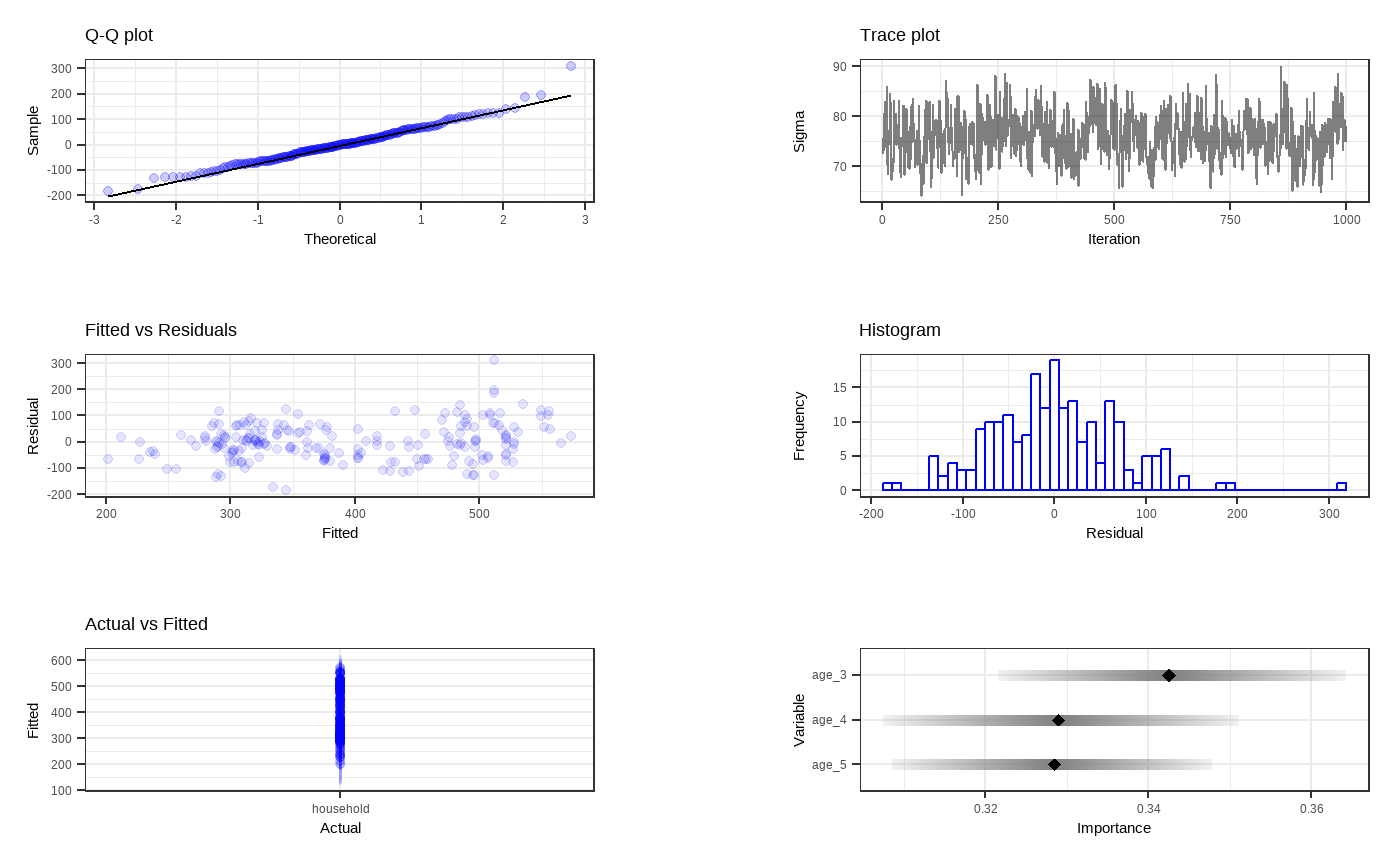 Q-Q plot
300
200
100
0
-100
-200
Sample
-3
-2
-1
0
1
2
3
Theoretical
Trace plot
90
80
70
Sigma
0
250
500
750
1000
Iteration
Fitted vs Residuals
300
200
100
0
-100
-200
Residual
200
300
400
500
Fitted
Histogram
15
10
5
0
Frequency
-200
-100
0
100
200
300
Residual
Actual vs Fitted
600
500
400
300
200
100
Fitted
household
Actual
age_3
age_4
age_5
Variable
0.32
0.34
0.36
Importance